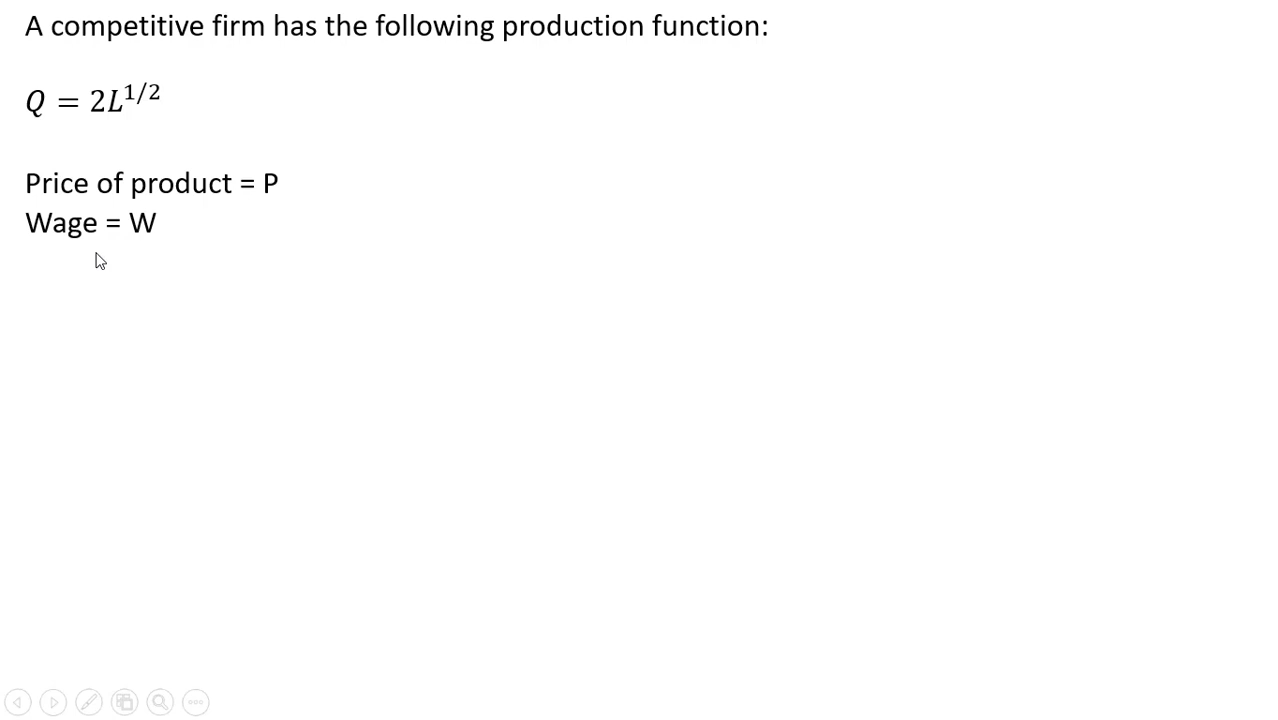 A competitive firm has the following production function:
Q = 2L^{1/2}
Price of product = P
Wage = W